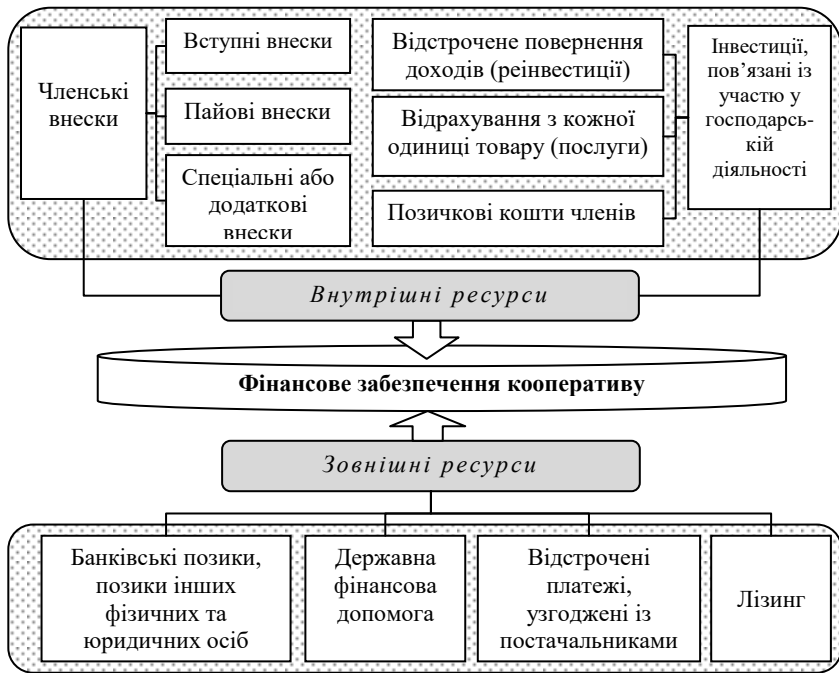 Членські
внески
Вступні внески
Пайові внески
Спеціальні або
додаткові
внески
Відстрочене повернення
доходів (реінвестиції)
Відрахування з кожної
одиниці товару (послуги)
Позичкові кошти членів
Інвестиції,
пов’язані із
участю у
господарсь-
кій
діяльності
Внутрішні ресурси
Фінансове забезпечення кооперативу
Зовнішні ресурси
Банківські позики,
позики інших
фізичних та
юридичних осіб
Державна
фінансова
допомога
Відстрочені
платежі,
узгоджені із
постачальниками
Лізинг